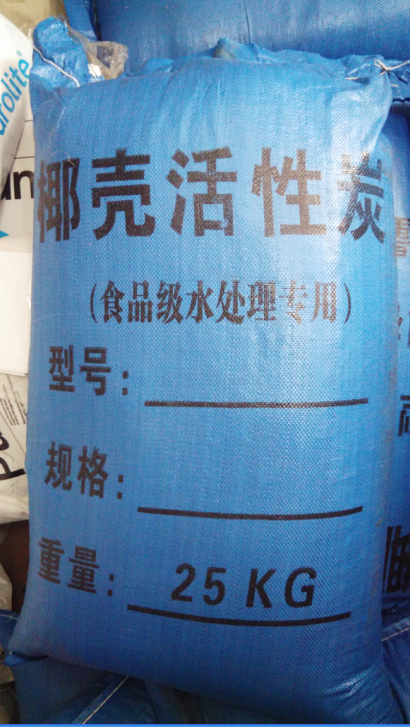 椰壳活性炭
(食品级水处理专用)
型号:
规格:
重量: 25KG
rolite